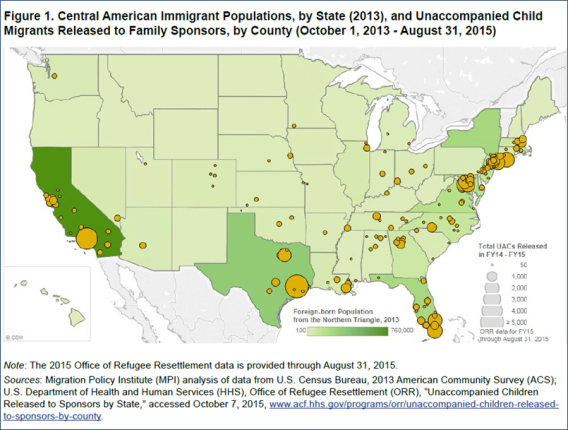 Figure 1. Central American Immigrant Populations, by State (2013), and Unaccompanied Child
Migrants Released to Family Sponsors, by County (October 1, 2013 - August 31, 2015)
Total UACs Released
in FY14 - FY15
50
1,000
2,000
3,000
4,000
≥ 5,000
ORR data for FY15
through August 31, 2015
Foreign-born Population
from the Northern Triangle, 2013
100
760,000
Note: The 2015 Office of Refugee Resettlement data is provided through August 31, 2015.
Sources: Migration Policy Institute (MPI) analysis of data from U.S. Census Bureau, 2013 American Community Survey (ACS);
U.S. Department of Health and Human Services (HHS), Office of Refugee Resettlement (ORR), "Unaccompanied Children
Released to Sponsors by State," accessed October 7, 2015, www.acf.hhs.gov/programs/orr/unaccompanied-children-released-
to-sponsors-by-county.